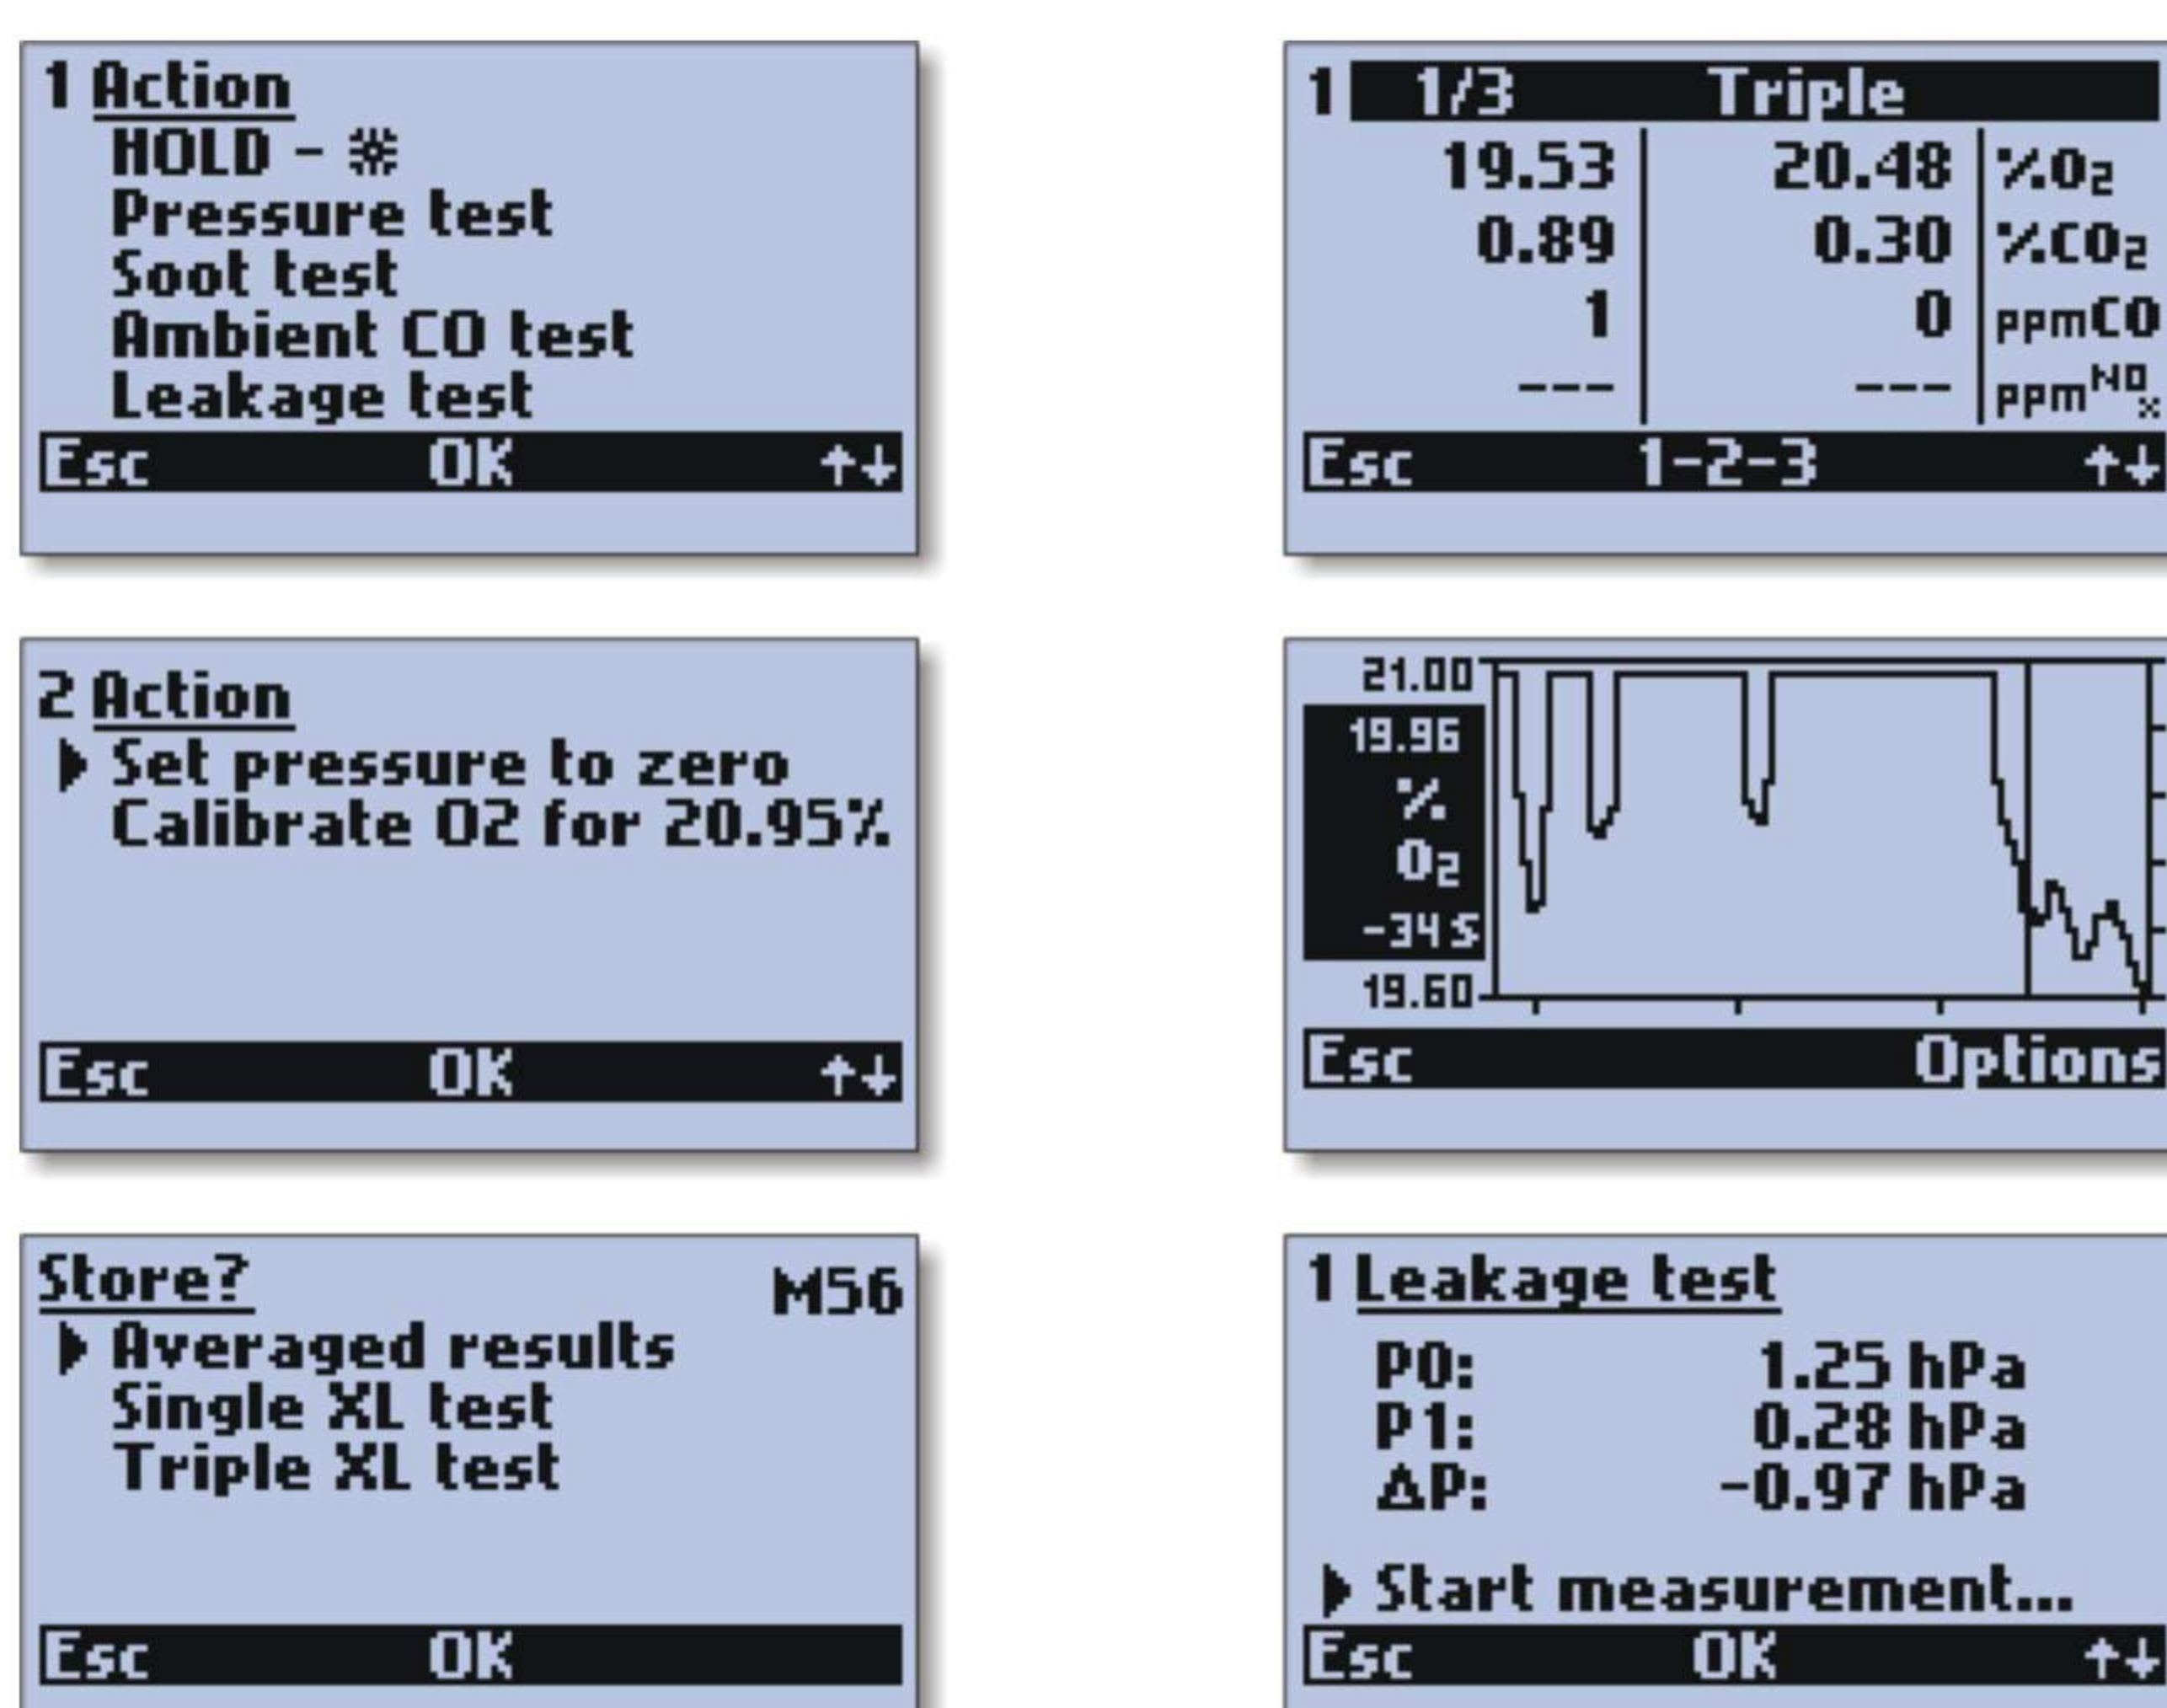 1 Action
HOLD - ☼
Pressure test
Soot test
Ambient CO test
Leakage test
Esc OK ↑↓
1 1/3 Triple
19.53 20.48 %O₂
0.89 0.30 %CO₂
1 0 ppmCO
--- --- ppmNOₓ
Esc 1-2-3 ↑↓
2 Action
Set pressure to zero
Calibrate O2 for 20.95%
Esc OK ↑↓
21.00
19.96
%
O₂
-34 s
19.60
Esc Options
Store? M56
Averaged results
Single XL test
Triple XL test
Esc OK
1 Leakage test
P0: 1.25 hPa
P1: 0.28 hPa
ΔP: -0.97 hPa
Start measurement...
Esc OK ↑↓